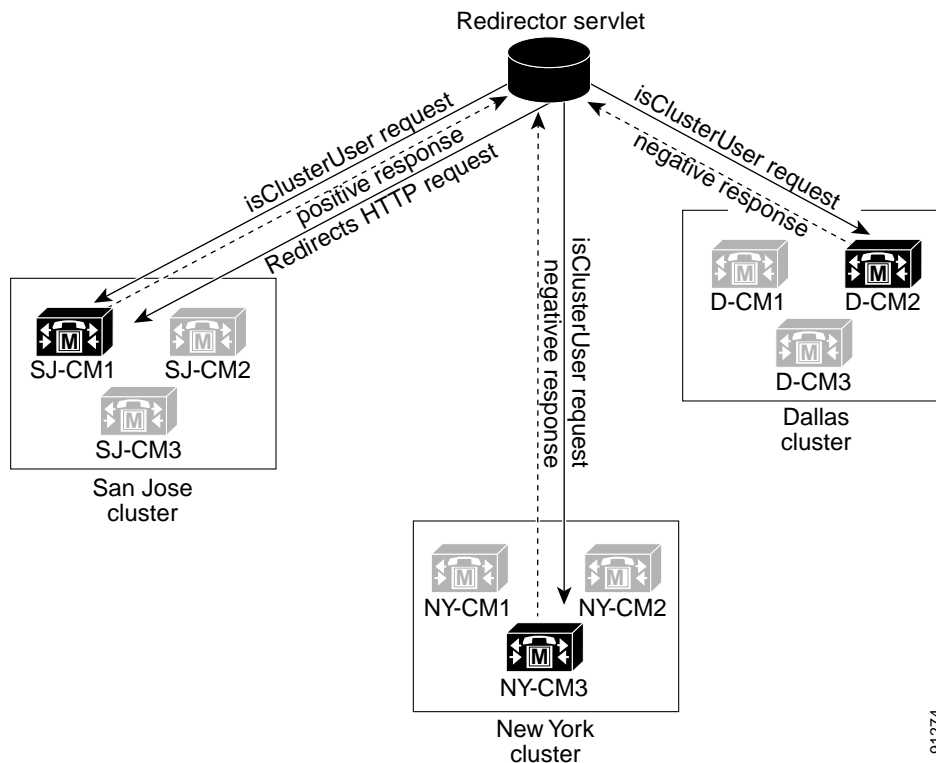 Redirector servlet
isClusterUser request
positive response
Redirects HTTP request
isClusterUser request
negative response
isClusterUser request
negativee response
M
SJ-CM1
M
SJ-CM2
M
SJ-CM3
San Jose
cluster
M
D-CM1
M
D-CM2
M
D-CM3
Dallas
cluster
M
NY-CM1
M
NY-CM2
M
NY-CM3
New York
cluster
91274